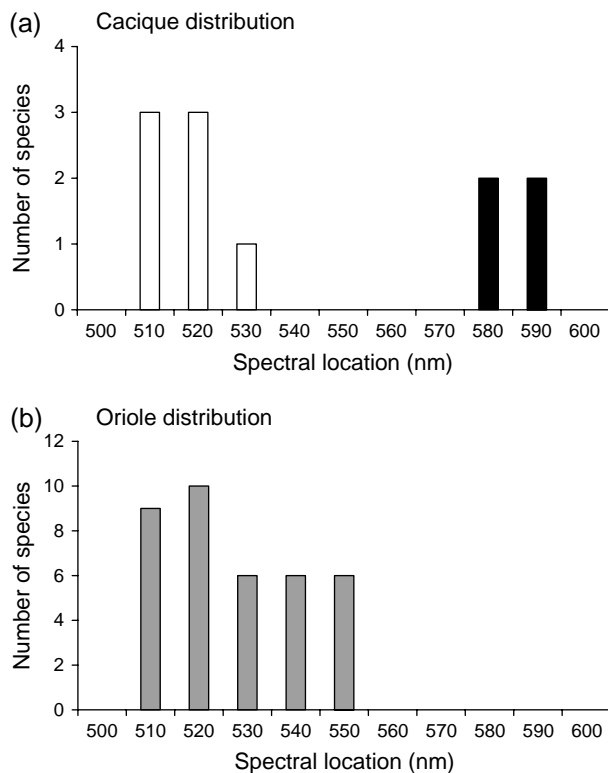 (a) Cacique distribution
Number of species
4
3
2
1
0
500 510 520 530 540 550 560 570 580 590 600
Spectral location (nm)
(b) Oriole distribution
Number of species
12
10
8
6
4
2
0
500 510 520 530 540 550 560 570 580 590 600
Spectral location (nm)